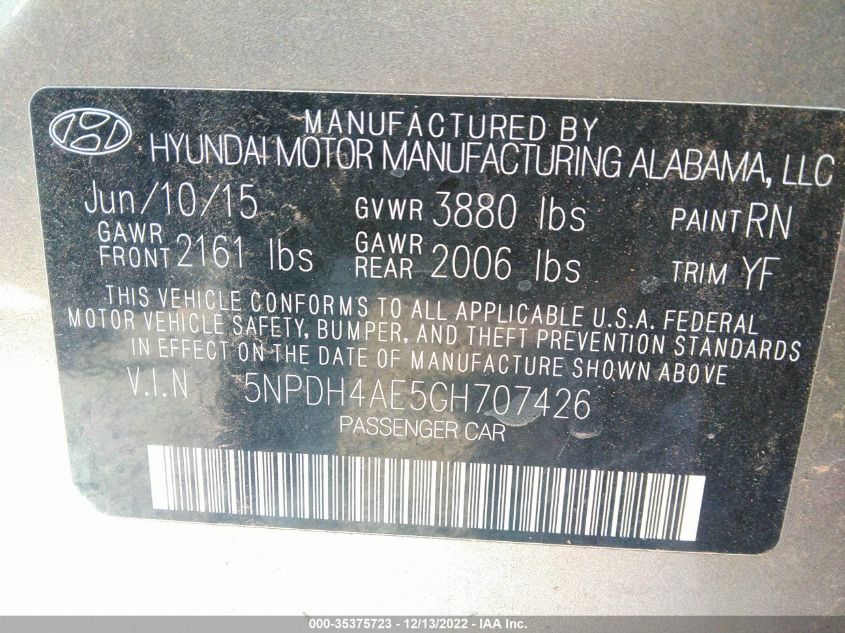 MANUFACTURED BY
HYUNDAI MOTOR MANUFACTURING ALABAMA, LLC
Jun/10/15 GVWR 3880 lbs PAINT RN
GAWR FRONT 2161 lbs GAWR REAR 2006 lbs TRIM YF
THIS VEHICLE CONFORMS TO ALL APPLICABLE U.S.A. FEDERAL
MOTOR VEHICLE SAFETY, BUMPER, AND THEFT PREVENTION STANDARDS
IN EFFECT ON THE DATE OF MANUFACTURE SHOWN ABOVE
V.I.N 5NPDH4AE5GH707426
PASSENGER CAR
000-35375723 - 12/13/2022 - IAA Inc.